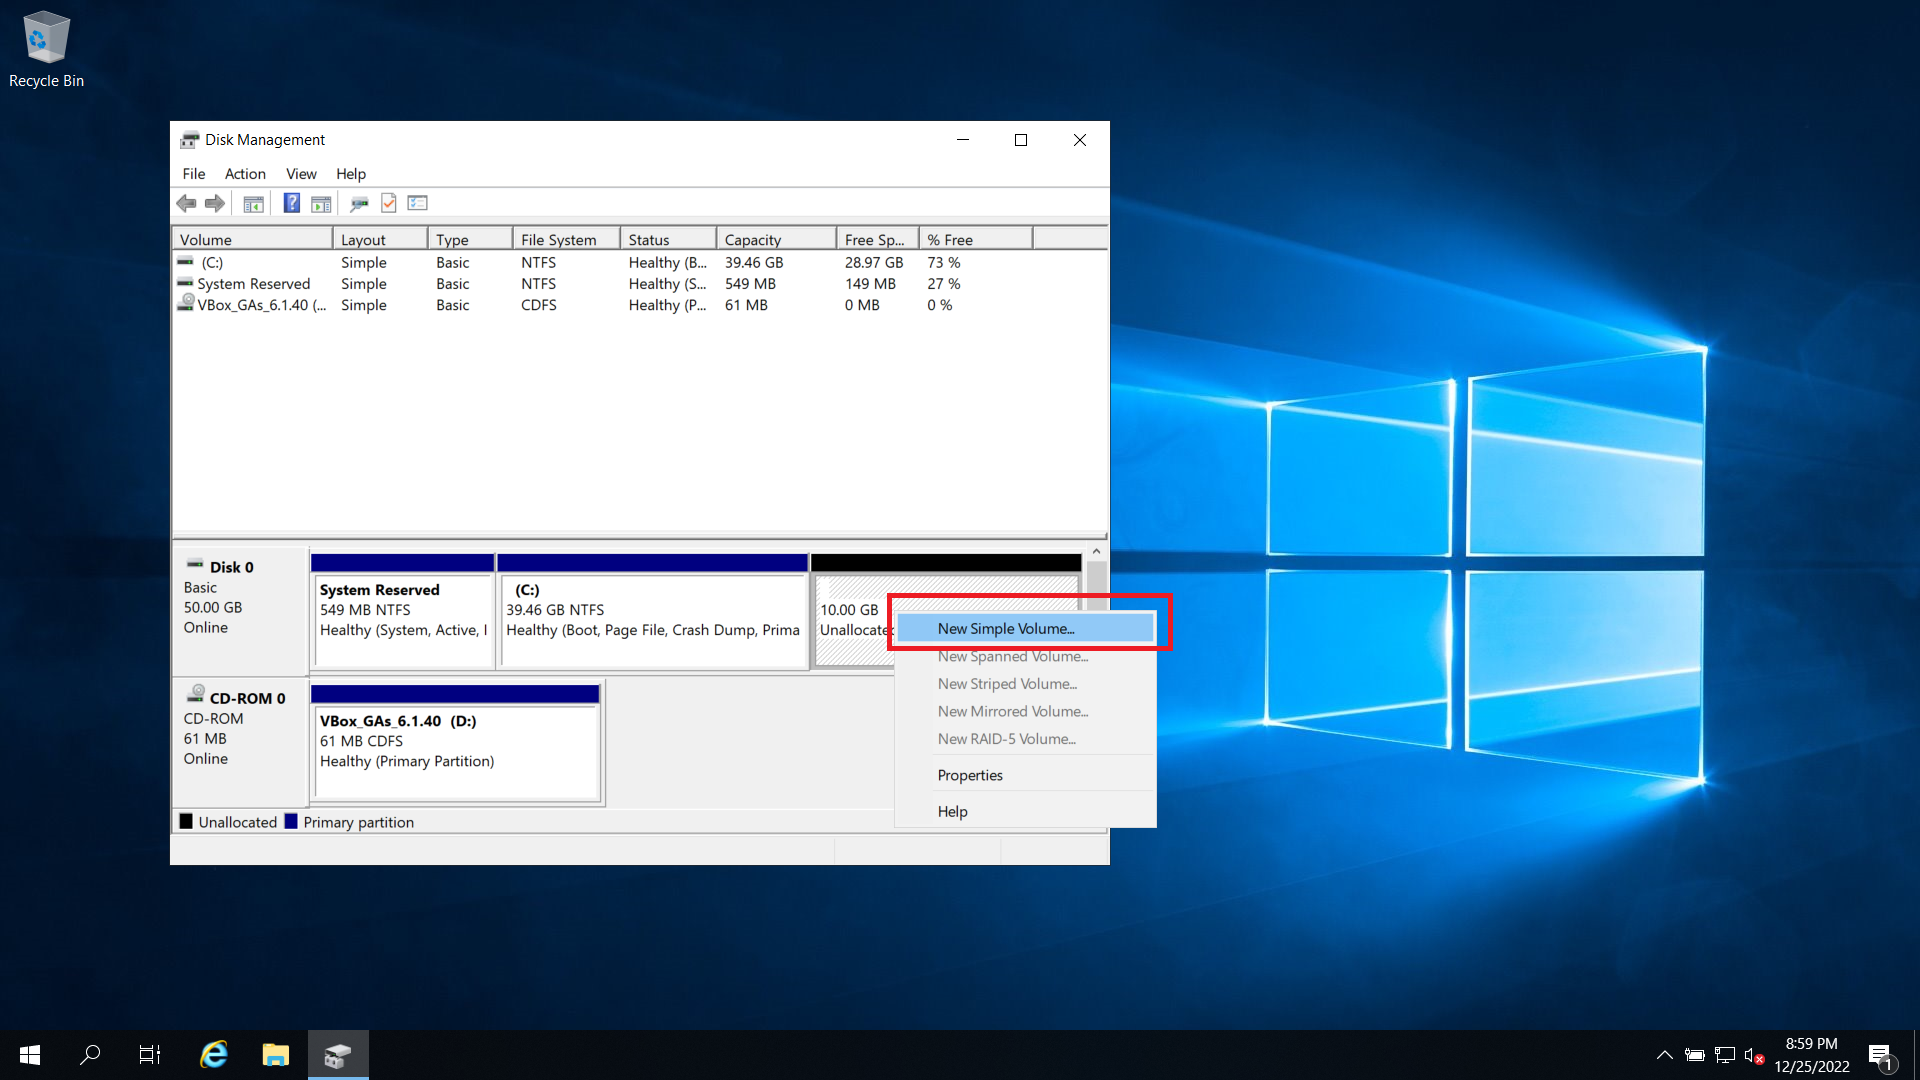 Recycle Bin
Disk Management
File Action View Help
Volume Layout Type File System Status Capacity Free Sp... % Free
(C:) Simple Basic NTFS Healthy (B... 39.46 GB 28.97 GB 73 %
System Reserved Simple Basic NTFS Healthy (S... 549 MB 149 MB 27 %
VBox_GAs_6.1.40 (... Simple Basic CDFS Healthy (P... 61 MB 0 MB 0 %
Disk 0
Basic
50.00 GB
Online
System Reserved
549 MB NTFS
Healthy (System, Active, I
(C:)
39.46 GB NTFS
Healthy (Boot, Page File, Crash Dump, Prima
10.00 GB
Unallocated
New Simple Volume...
New Spanned Volume...
New Striped Volume...
New Mirrored Volume...
New RAID-5 Volume...
Properties
Help
CD-ROM 0
CD-ROM
61 MB
Online
VBox_GAs_6.1.40 (D:)
61 MB CDFS
Healthy (Primary Partition)
Unallocated Primary partition
8:59 PM
12/25/2022
1